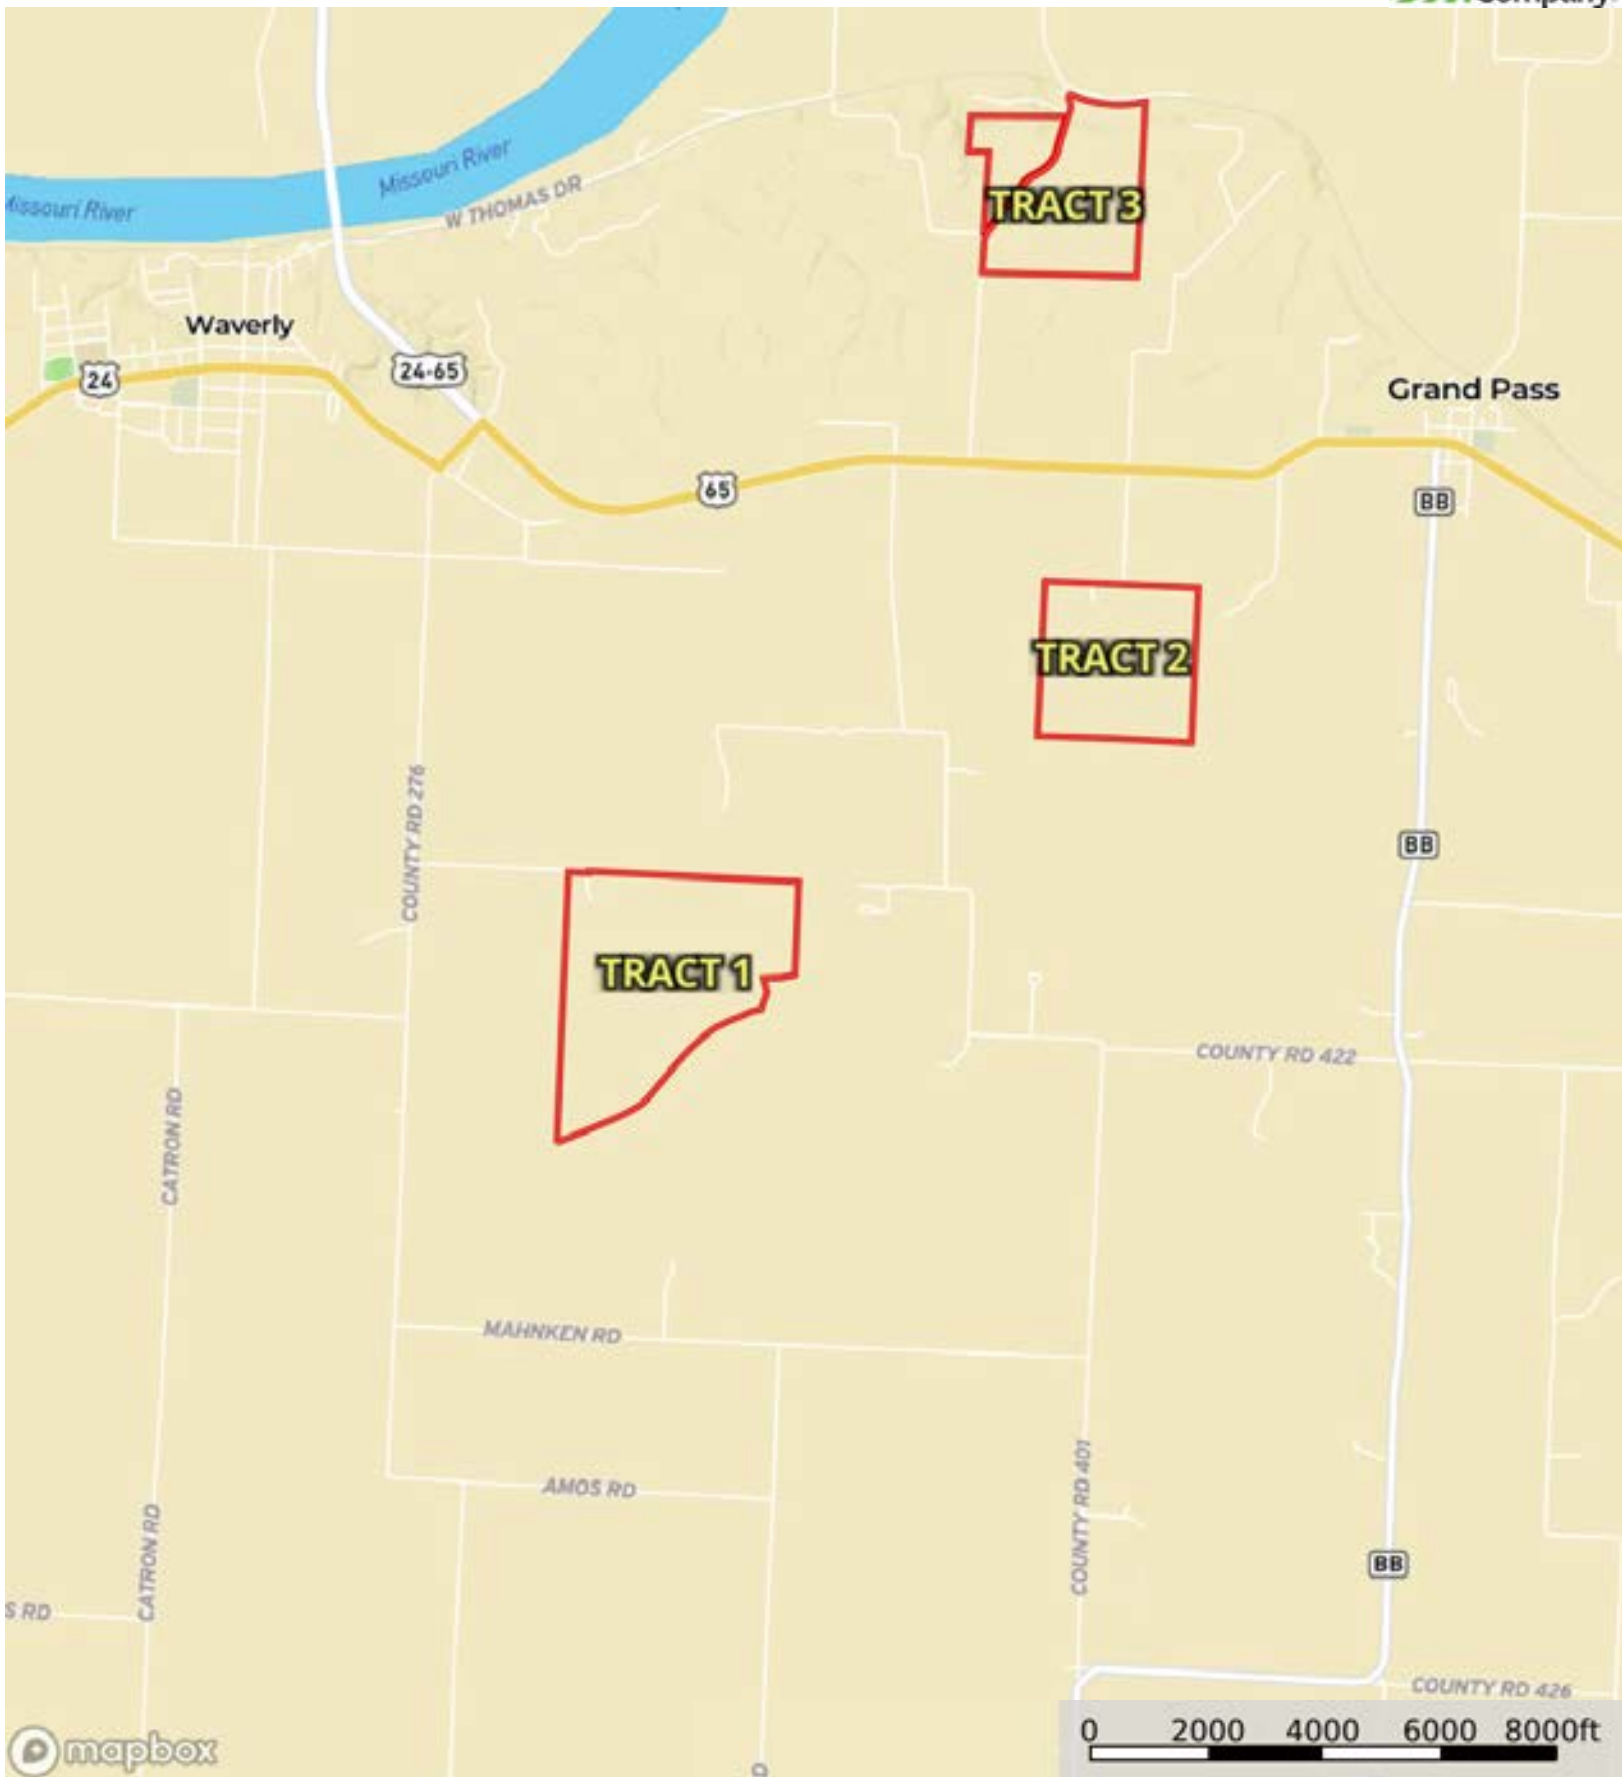 Company
Missouri River
Missouri River
W THOMAS DR
TRACT 3
Waverly
24
24-65
Grand Pass
65
BB
TRACT 2
COUNTY RD 276
BB
TRACT 1
COUNTY RD 422
CATRON RD
MAHNKEN RD
AMOS RD
COUNTY RD 401
CATRON RD
BB
S RD
COUNTY RD 426
0 2000 4000 6000 8000ft
mapbox